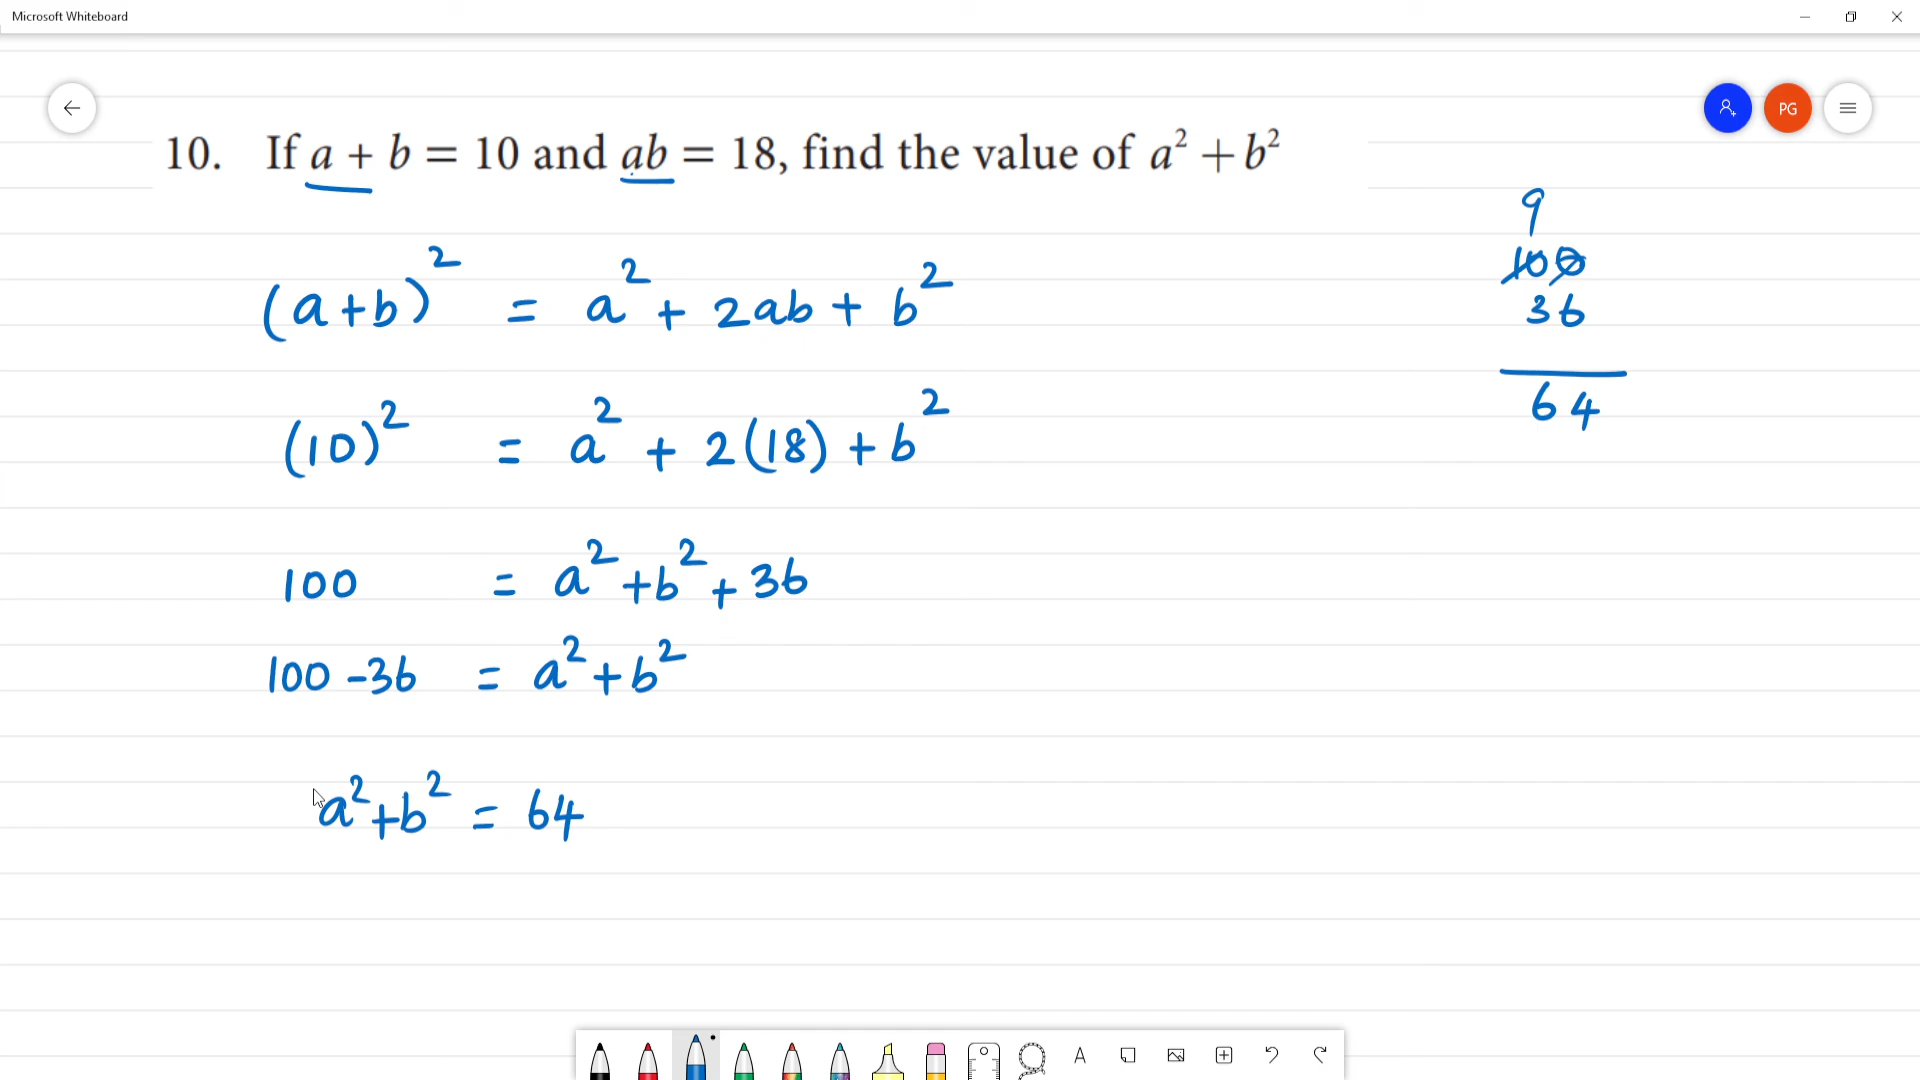 Microsoft Whiteboard
PG
10. If a + b = 10 and ab = 18, find the value of a² + b²
(a+b)² = a² + 2ab + b²
(10)² = a² + 2(18) + b²
100 = a² + b² + 36
100 - 36 = a² + b²
a² + b² = 64
9
100
36
64
A